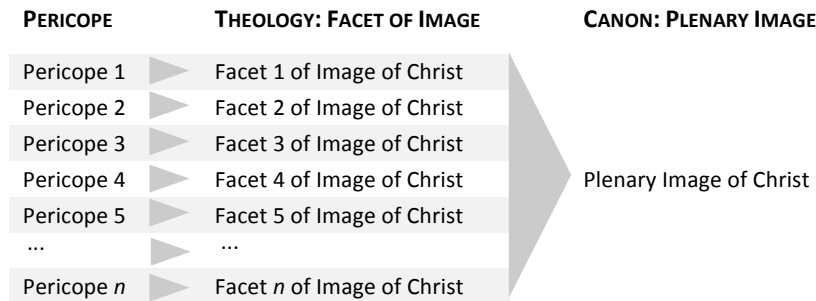 PERICOPE THEOLOGY: FACET OF IMAGE CANON: PLENARY IMAGE
Pericope 1 Facet 1 of Image of Christ
Pericope 2 Facet 2 of Image of Christ
Pericope 3 Facet 3 of Image of Christ
Pericope 4 Facet 4 of Image of Christ Plenary Image of Christ
Pericope 5 Facet 5 of Image of Christ
... ...
Pericope n Facet n of Image of Christ